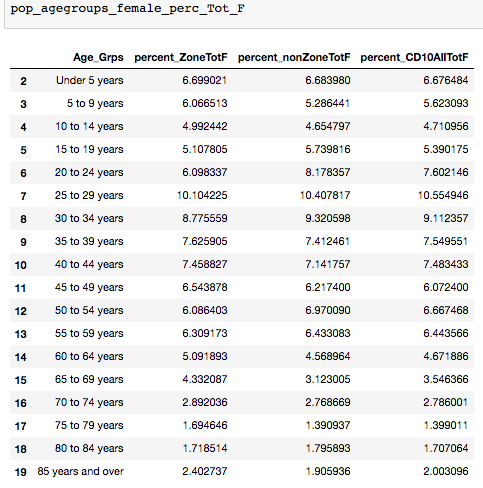 pop_agegroups_female_perc_Tot_F
Age_Grps percent_ZoneTotF percent_nonZoneTotF percent_CD10AllTotF
2 Under 5 years 6.699021 6.683980 6.676484
3 5 to 9 years 6.066513 5.286441 5.623093
4 10 to 14 years 4.992442 4.654797 4.710956
5 15 to 19 years 5.107805 5.739816 5.390175
6 20 to 24 years 6.098337 8.178357 7.602146
7 25 to 29 years 10.104225 10.407817 10.554946
8 30 to 34 years 8.775559 9.320598 9.112357
9 35 to 39 years 7.625905 7.412461 7.549551
10 40 to 44 years 7.458827 7.141757 7.483433
11 45 to 49 years 6.543878 6.217400 6.072400
12 50 to 54 years 6.086403 6.970090 6.667468
13 55 to 59 years 6.309173 6.433083 6.443566
14 60 to 64 years 5.091893 4.568964 4.671886
15 65 to 69 years 4.332087 3.123005 3.546366
16 70 to 74 years 2.892036 2.768669 2.786001
17 75 to 79 years 1.694646 1.390937 1.399011
18 80 to 84 years 1.718514 1.795893 1.707064
19 85 years and over 2.402737 1.905936 2.003096